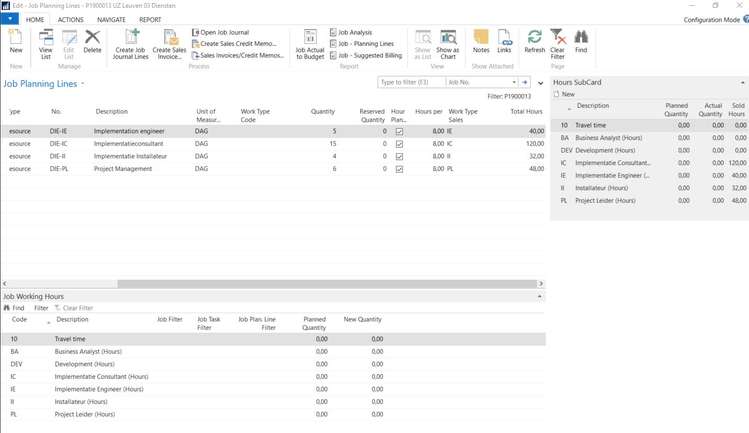 Edit - Job Planning Lines - P1900013 UZ Leuven 03 Diensten
HOME ACTIONS NAVIGATE REPORT
Configuration Mode
New
View List
Edit List
Delete
Create Job Journal Lines
Create Sales Invoice...
Open Job Journal
Create Sales Credit Memo...
Sales Invoices/Credit Memos...
Job Actual to Budget
Job Analysis
Job - Planning Lines
Job - Suggested Billing
Show as List
Show as Chart
Notes
Links
Refresh
Clear Filter
Find
New Manage Process Report View Show Attached Page
Job Planning Lines
Type to filter (F3) Job No.
Filter: P1900013
ype No. Description Unit of Measur... Work Type Code Quantity Reserved Quantity Hour Plan... Hours per Work Type Sales Total Hours
esource DIE-IE Implementation engineer DAG 5 0 8,00 IE 40,00
esource DIE-IC Implementatieconsultant DAG 15 0 8,00 IC 120,00
esource DIE-II Implementatie Installateur DAG 4 0 8,00 II 32,00
esource DIE-PL Project Management DAG 6 0 8,00 PL 48,00
Hours SubCard
New
Description Planned Quantity Actual Quantity Sold Hours
10 Travel time 0,00 0,00 0,00
BA Business Analyst (Hours) 0,00 0,00 0,00
DEV Development (Hours) 0,00 0,00 0,00
IC Implementatie Consultant... 0,00 0,00 120,00
IE Implementatie Engineer (... 0,00 0,00 40,00
II Installateur (Hours) 0,00 0,00 32,00
PL Project Leider (Hours) 0,00 0,00 48,00
Job Working Hours
Find Filter Clear Filter
Code Description Job Filter Job Task Filter Job Plan. Line Filter Planned Quantity New Quantity
10 Travel time 0,00 0,00
BA Business Analyst (Hours) 0,00 0,00
DEV Development (Hours) 0,00 0,00
IC Implementatie Consultant (Hours) 0,00 0,00
IE Implementatie Engineer (Hours) 0,00 0,00
II Installateur (Hours) 0,00 0,00
PL Project Leider (Hours) 0,00 0,00